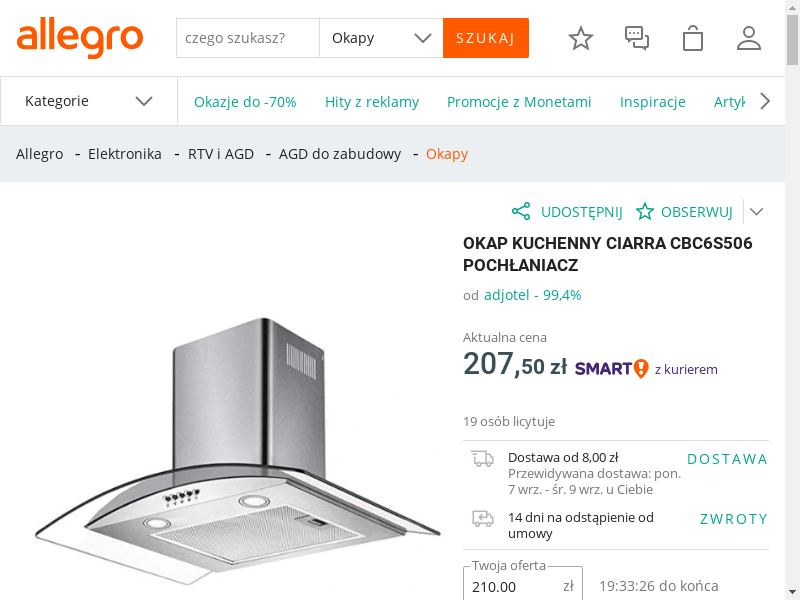 allegro
czego szukasz?
Okapy
SZUKAJ
Kategorie
Okazje do -70%
Hity z reklamy
Promocje z Monetami
Inspiracje
Artyk
Allegro - Elektronika - RTV i AGD - AGD do zabudowy - Okapy
UDOSTĘPNIJ
OBSERWUJ
OKAP KUCHENNY CIARRA CBC6S506
POCHŁANIACZ
od adjotel - 99,4%
Aktualna cena
207,50 zł SMART! z kurierem
19 osób licytuje
Dostawa od 8,00 zł
DOSTAWA
Przewidywana dostawa: pon.
7 wrz. - śr. 9 wrz. u Ciebie
14 dni na odstąpienie od
umowy
ZWROTY
Twoja oferta
210.00 zł
19:33:26 do końca